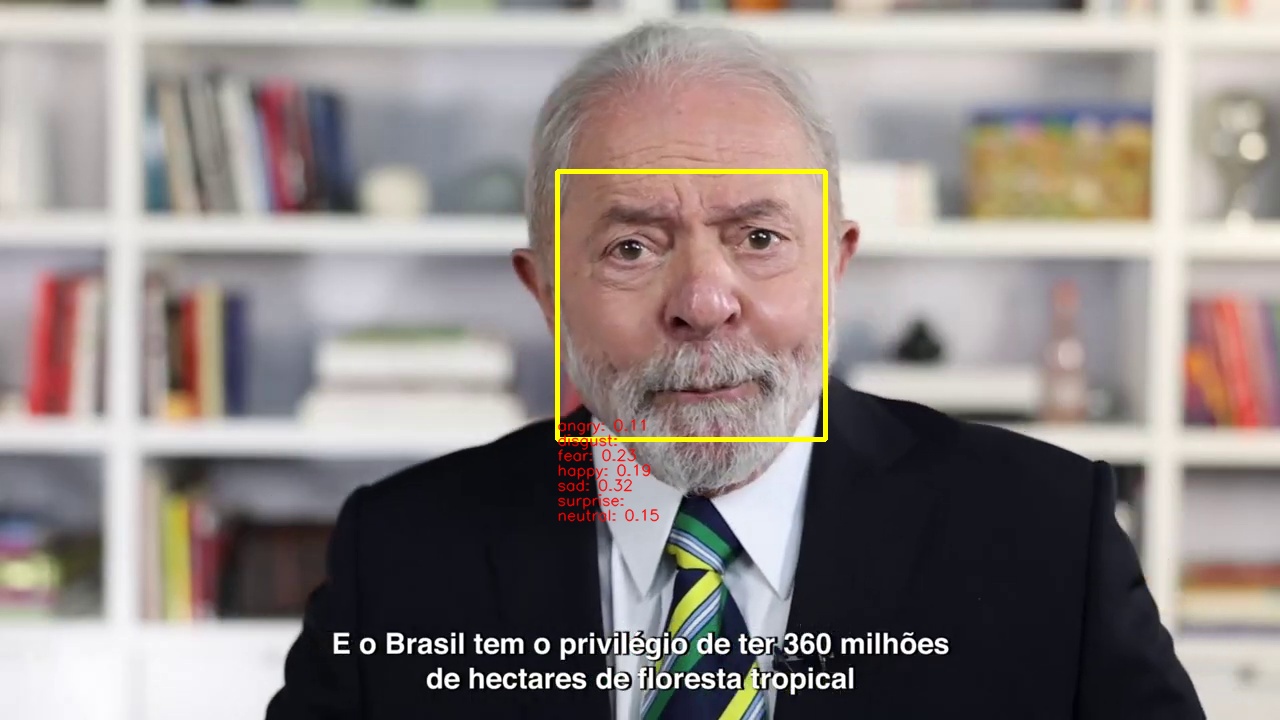 angry: 0.11
disgust:
fear: 0.23
happy: 0.19
sad: 0.32
surprise:
neutral: 0.15
E o Brasil tem o privilégio de ter 360 milhões
de hectares de floresta tropical